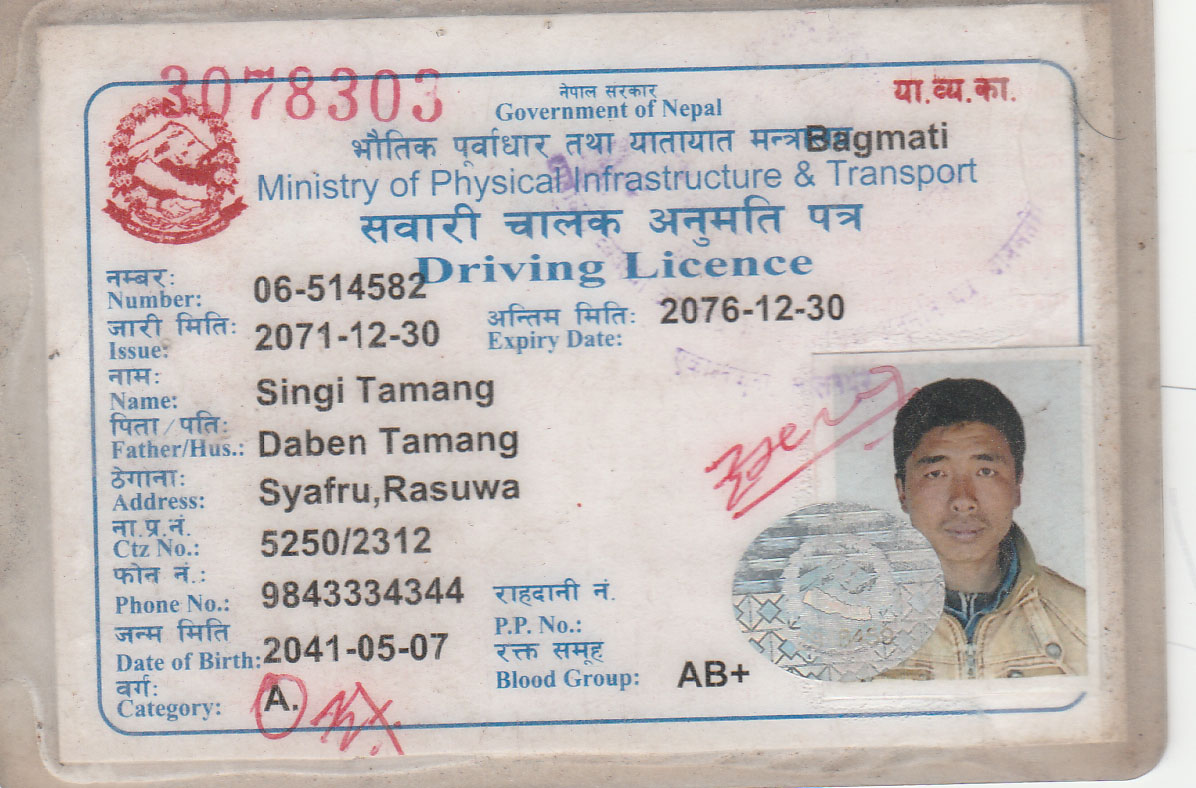 3078303
नेपाल सरकार
या.व्य.का.
Government of Nepal
भौतिक पूर्वाधार तथा यातायात Bagmati
Ministry of Physical Infrastructure & Transport
सवारी चालक अनुमति पत्र
Driving Licence
नम्बर:
Number: 06-514582
जारी मिति: अन्तिम मिति:
Issue: 2071-12-30 Expiry Date: 2076-12-30
नाम:
Name: Singi Tamang
पिता/पति:
Father/Hus.: Daben Tamang
ठेगाना:
Address: Syafru,Rasuwa
ना.प्र.नं.
Ctz No.: 5250/2312
फोन नं.: राहदानी नं.
Phone No.: 9843334344 P.P. No.:
जन्म मिति रक्त समूह
Date of Birth: 2041-05-07 Blood Group: AB+
वर्ग:
Category: A.